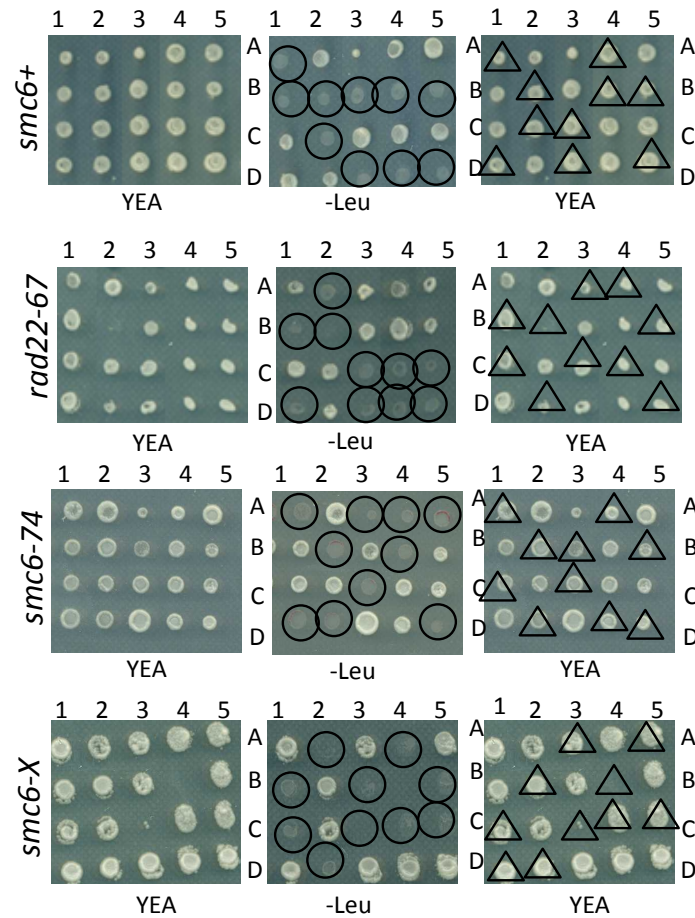 1 2 3 4 5 1 2 3 4 5 1 2 3 4 5
smc6+
A A
B B
C C
D D
YEA -Leu YEA
1 2 3 4 5 1 2 3 4 5 1 2 3 4 5
rad22-67
A A
B B
C C
D D
YEA -Leu YEA
1 2 3 4 5 1 2 3 4 5 1 2 3 4 5
smc6-74
A A A
B B B
C C C
D D D
YEA -Leu YEA
1 2 3 4 5 1 2 3 4 5 1 2 3 4 5
smc6-X
A A
B B
C C
D D
YEA -Leu YEA